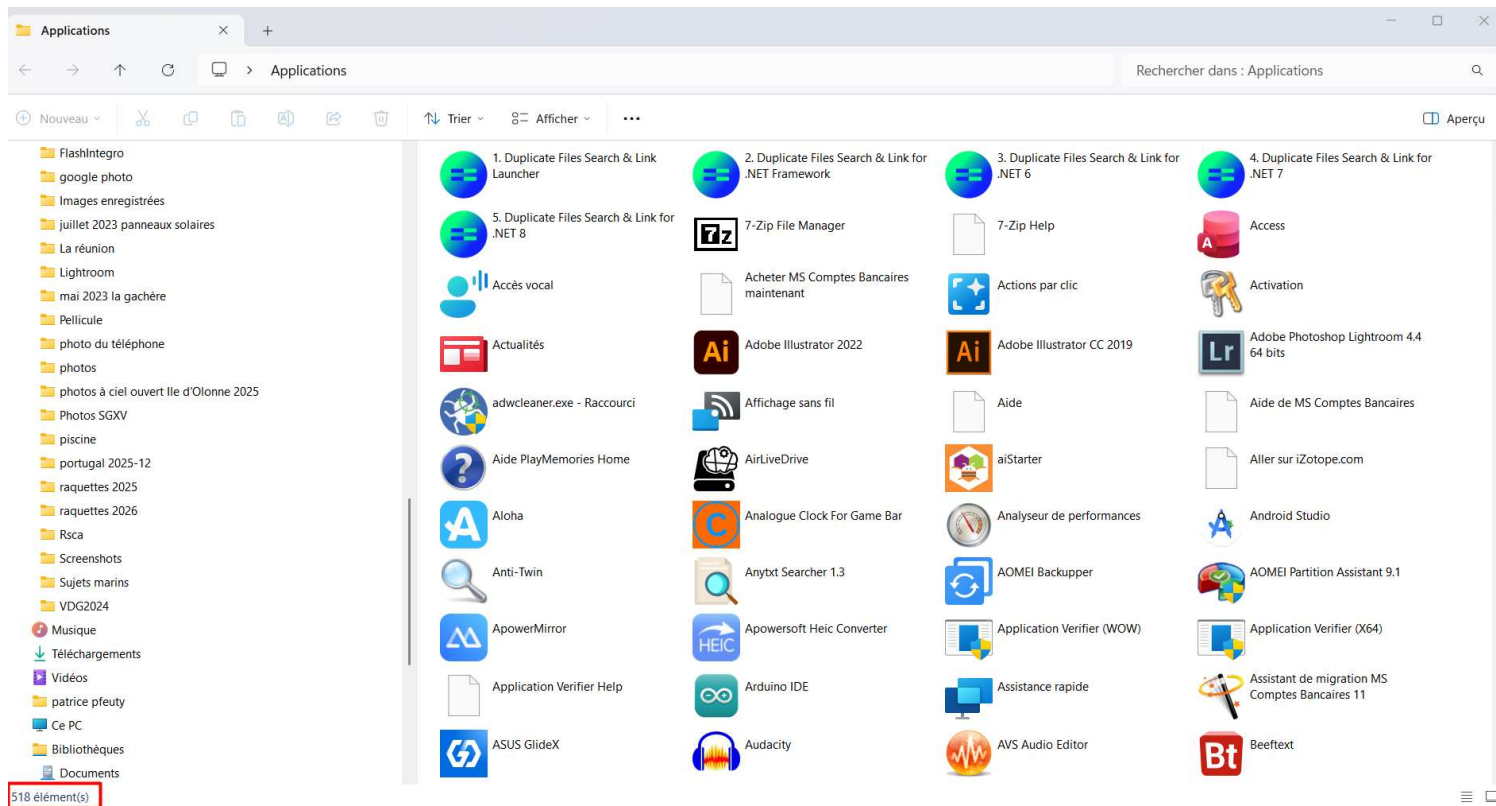 Applications
Applications
Rechercher dans : Applications
Nouveau
Trier
Afficher
Aperçu
FlashIntegro
google photo
Images enregistrées
juillet 2023 panneaux solaires
La réunion
Lightroom
mai 2023 la gachère
Pellicule
photo du téléphone
photos
photos à ciel ouvert Ile d'Olonne 2025
Photos SGXV
piscine
portugal 2025-12
raquettes 2025
raquettes 2026
Rsca
Screenshots
Sujets marins
VDG2024
Musique
Téléchargements
Vidéos
patrice pfeuty
Ce PC
Bibliothèques
Documents
1. Duplicate Files Search & Link
Launcher
2. Duplicate Files Search & Link for
.NET Framework
3. Duplicate Files Search & Link for
.NET 6
4. Duplicate Files Search & Link for
.NET 7
5. Duplicate Files Search & Link for
.NET 8
7z
7-Zip File Manager
7-Zip Help
A
Access
Accès vocal
Acheter MS Comptes Bancaires
maintenant
Actions par clic
Activation
Actualités
Ai
Adobe Illustrator 2022
Ai
Adobe Illustrator CC 2019
Lr
Adobe Photoshop Lightroom 4.4
64 bits
adwcleaner.exe - Raccourci
Affichage sans fil
Aide
Aide de MS Comptes Bancaires
?
Aide PlayMemories Home
AirLiveDrive
aiStarter
Aller sur iZotope.com
A
Aloha
C
Analogue Clock For Game Bar
Analyseur de performances
Android Studio
Anti-Twin
Anytxt Searcher 1.3
AOMEI Backupper
AOMEI Partition Assistant 9.1
ApowerMirror
HEIC
Apowersoft Heic Converter
Application Verifier (WOW)
Application Verifier (X64)
Application Verifier Help
Arduino IDE
Assistance rapide
Assistant de migration MS
Comptes Bancaires 11
ASUS GlideX
Audacity
AVS Audio Editor
Bt
Beeftext
518 élément(s)